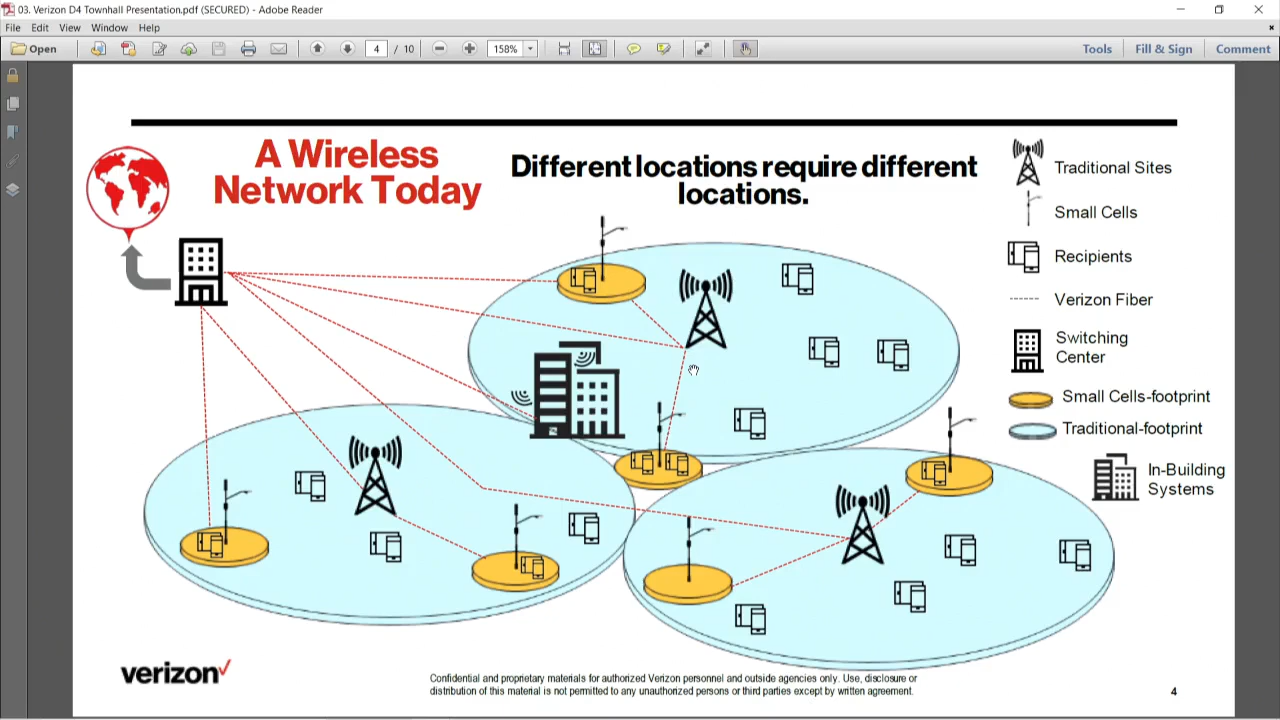 03. Verizon D4 Townhall Presentation.pdf (SECURED) - Adobe Reader
File Edit View Window Help
Open 4 / 10 158% Tools Fill & Sign Comment
A Wireless
Network Today
Different locations require different
locations.
Traditional Sites
Small Cells
Recipients
Verizon Fiber
Switching
Center
Small Cells-footprint
Traditional-footprint
In-Building
Systems
verizon
Confidential and proprietary materials for authorized Verizon personnel and outside agencies only. Use, disclosure or
distribution of this material is not permitted to any unauthorized persons or third parties except by written agreement.
4